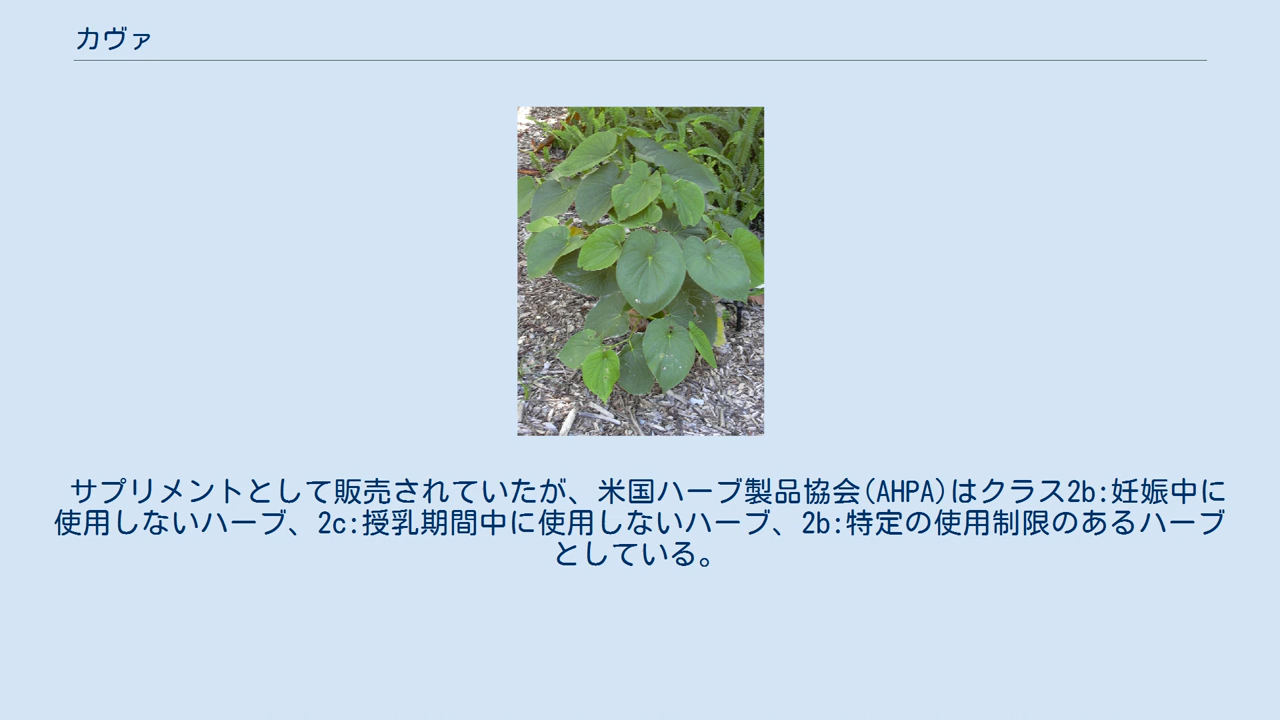 カヴァ
サプリメントとして販売されていたが、米国ハーブ製品協会(AHPA)はクラス2b:妊娠中に
使用しないハーブ、2c:授乳期間中に使用しないハーブ、2b:特定の使用制限のあるハーブ
としている。